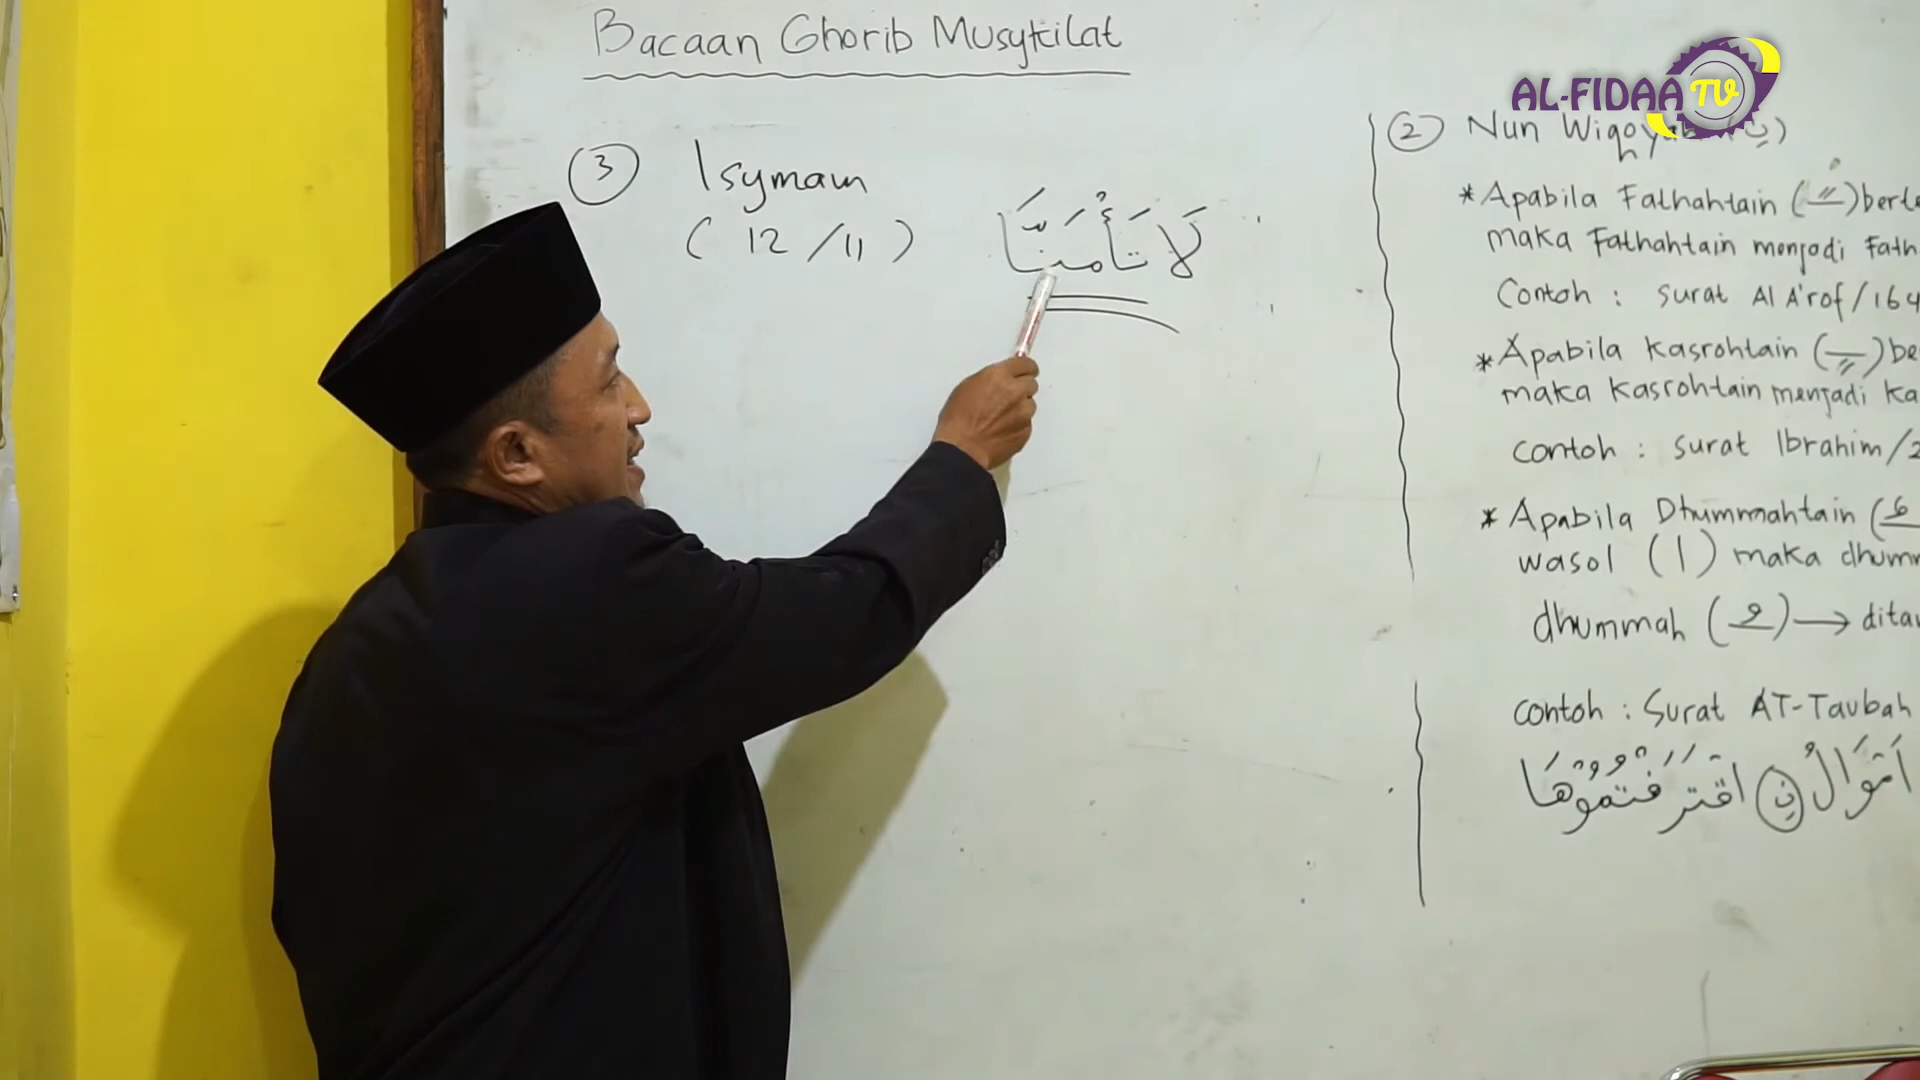 Bacaan Ghorib Musykilat
③ Isymam
( 12 / 11 )
لَا تَأْمَنَّا
② Nun Wiqoyah (نِ)
* Apabila Fathahtain (ـً)
maka Fathahtain menjadi
Contoh : Surat Al A'rof /164
* Apabila Kasrohtain (ـٍ)
maka Kasrohtain menjadi
Contoh : Surat Ibrahim /2
* Apabila Dhummahtain (ـٌ
wasol (ا) maka
dhummah (ـُ) →
Contoh : Surat AT-Taubah
اَمْوَالُ نِ اقْتَرَفْتُمُوْهَا
AL-FIDAA TV